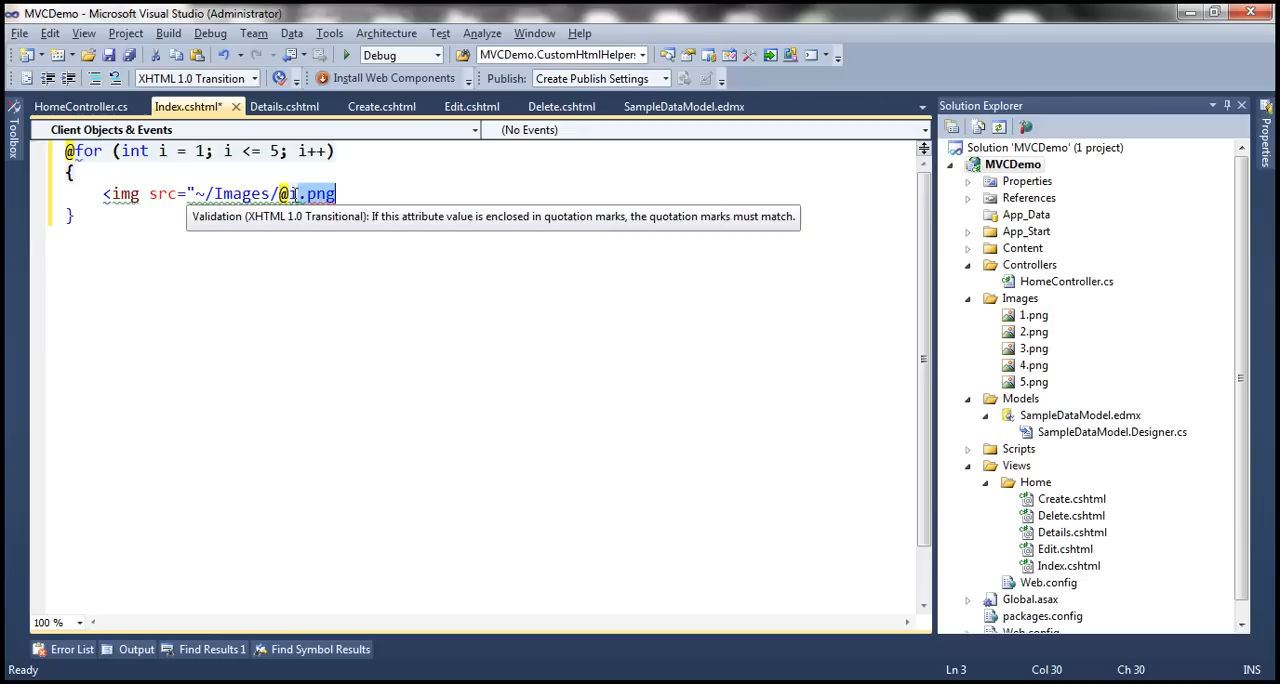 MVCDemo - Microsoft Visual Studio (Administrator)
File Edit View Project Build Debug Team Data Tools Architecture Test Analyze Window Help
Debug MVCDemo.CustomHtmlHelper:
XHTML 1.0 Transition Install Web Components Publish: Create Publish Settings
HomeController.cs Index.cshtml* Details.cshtml Create.cshtml Edit.cshtml Delete.cshtml SampleDataModel.edmx
Solution Explorer
Toolbox
Properties
Client Objects & Events (No Events)
@for (int i = 1; i <= 5; i++)
{
<img src="~/Images/@i.png
Validation (XHTML 1.0 Transitional): If this attribute value is enclosed in quotation marks, the quotation marks must match.
}
Solution 'MVCDemo' (1 project)
MVCDemo
Properties
References
App_Data
App_Start
Content
Controllers
HomeController.cs
Images
1.png
2.png
3.png
4.png
5.png
Models
SampleDataModel.edmx
SampleDataModel.Designer.cs
Scripts
Views
Home
Create.cshtml
Delete.cshtml
Details.cshtml
Edit.cshtml
Index.cshtml
Web.config
Global.asax
packages.config
Web.config
100 %
Error List Output Find Results 1 Find Symbol Results
Ready Ln 3 Col 30 Ch 30 INS